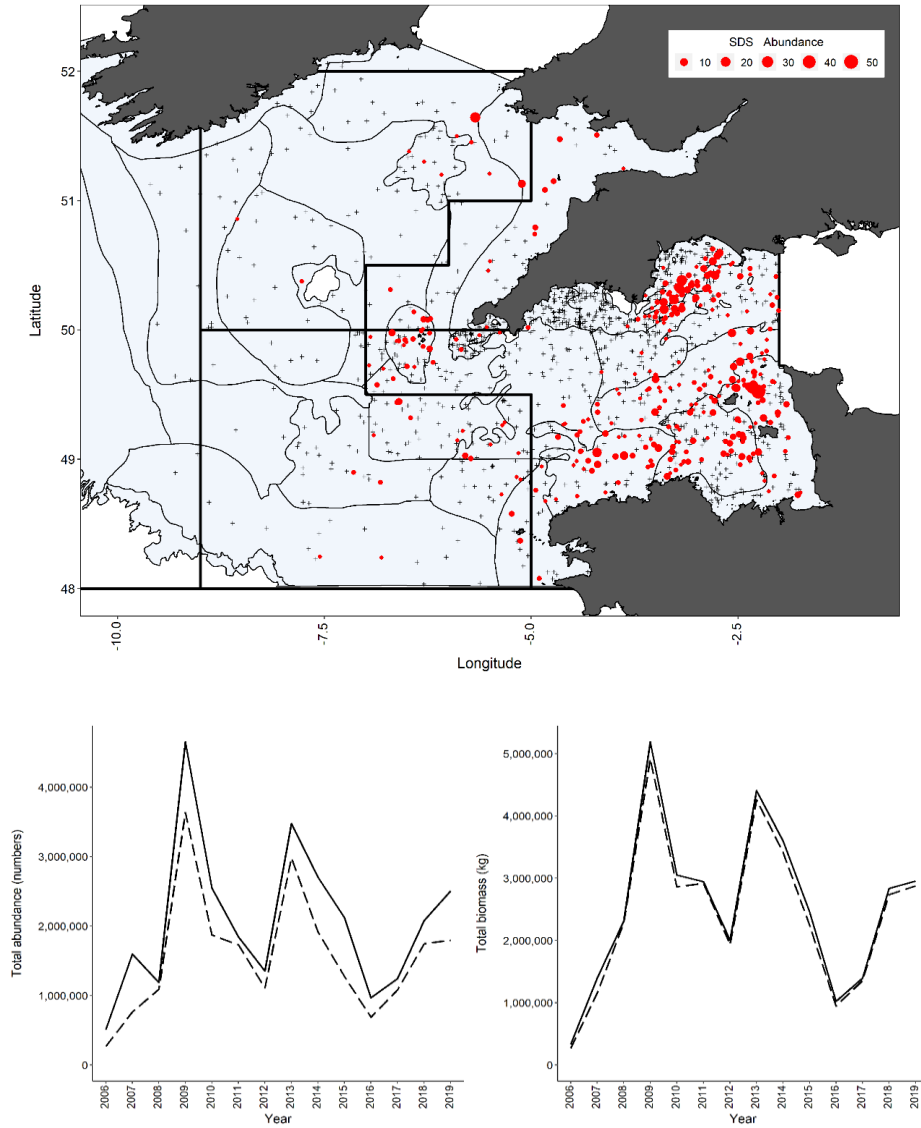 SDS Abundance
10 20 30 40 50
52
51
50
49
48
Latitude
-10.0 -7.5 -5.0 -2.5
Longitude
4,000,000
3,000,000
2,000,000
1,000,000
0
Total abundance (numbers)
2006 2007 2008 2009 2010 2011 2012 2013 2014 2015 2016 2017 2018 2019
Year
5,000,000
4,000,000
3,000,000
2,000,000
1,000,000
0
Total biomass (kg)
2006 2007 2008 2009 2010 2011 2012 2013 2014 2015 2016 2017 2018 2019
Year